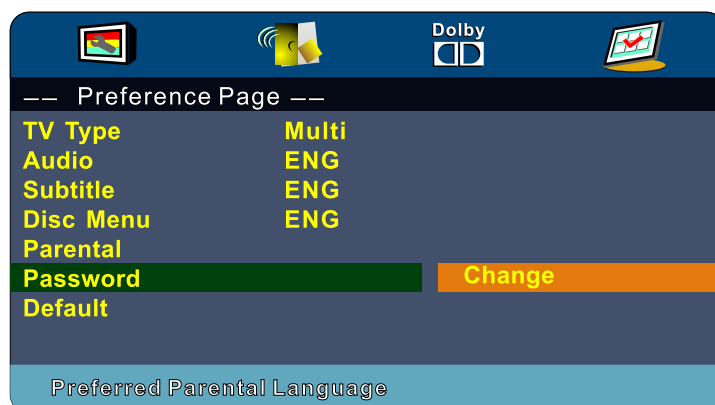 Dolby
—— Preference Page ——
TV Type Multi
Audio ENG
Subtitle ENG
Disc Menu ENG
Parental
Password Change
Default
Preferred Parental Language